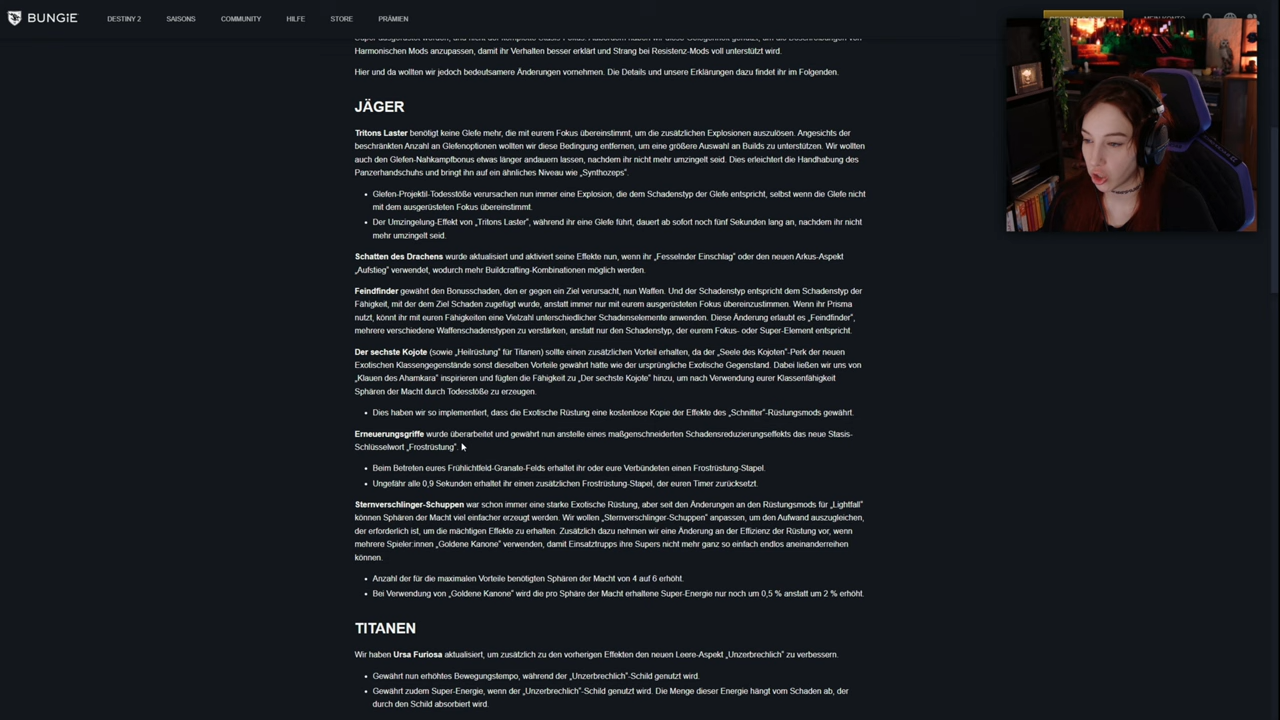 BUNGiE
DESTINY 2
SAISONS
COMMUNITY
HILFE
STORE
PRÄMIEN
MEIN KONTO
Harmonischen Mods anzupassen, damit ihr Verhalten besser erklärt und Strang bei Resistenz-Mods voll unterstützt wird.
Hier und da wollten wir jedoch bedeutsamere Änderungen vornehmen. Die Details und unsere Erklärungen dazu findet ihr im Folgenden.
JÄGER
Tritons Laster benötigt keine Glefe mehr, die mit eurem Fokus übereinstimmt, um die zusätzlichen Explosionen auszulösen. Angesichts der
beschränkten Anzahl an Glefenoptionen wollten wir diese Bedingung entfernen, um eine größere Auswahl an Builds zu unterstützen. Wir wollten
auch den Glefen-Nahkampfbonus etwas länger andauern lassen, nachdem ihr nicht mehr umzingelt seid. Dies erleichtert die Handhabung des
Panzerhandschuhs und bringt ihn auf ein ähnliches Niveau wie „Synthozeps".
• Glefen-Projektil-Todesstöße verursachen nun immer eine Explosion, die dem Schadenstyp der Glefe entspricht, selbst wenn die Glefe nicht
mit dem ausgerüsteten Fokus übereinstimmt.
• Der Umzingelung-Effekt von „Tritons Laster", während ihr eine Glefe führt, dauert ab sofort noch fünf Sekunden lang an, nachdem ihr nicht
mehr umzingelt seid.
Schatten des Drachens wurde aktualisiert und aktiviert seine Effekte nun, wenn ihr „Fesselnder Einschlag" oder den neuen Arkus-Aspekt
„Aufstieg" verwendet, wodurch mehr Buildcrafting-Kombinationen möglich werden.
Feindfinder gewährt den Bonusschaden, den er gegen ein Ziel verursacht, nun Waffen. Und der Schadenstyp entspricht dem Schadenstyp der
Fähigkeit, mit der dem Ziel Schaden zugefügt wurde, anstatt immer nur mit eurem ausgerüsteten Fokus übereinzustimmen. Wenn ihr Prisma
nutzt, könnt ihr mit euren Fähigkeiten eine Vielzahl unterschiedlicher Schadenselemente anwenden. Diese Änderung erlaubt es „Feindfinder",
mehrere verschiedene Waffenschadenstypen zu verstärken, anstatt nur den Schadenstyp, der eurem Fokus- oder Super-Element entspricht.
Der sechste Kojote (sowie „Heilrüstung" für Titanen) sollte einen zusätzlichen Vorteil erhalten, da der „Seele des Kojoten"-Perk der neuen
Exotischen Klassengegenstände sonst dieselben Vorteile gewährt hätte wie der ursprüngliche Exotische Gegenstand. Dabei ließen wir uns von
„Klauen des Ahamkara" inspirieren und fügten die Fähigkeit zu „Der sechste Kojote" hinzu, um nach Verwendung eurer Klassenfähigkeit
Sphären der Macht durch Todesstöße zu erzeugen.
• Dies haben wir so implementiert, dass die Exotische Rüstung eine kostenlose Kopie der Effekte des „Schnitter"-Rüstungsmods gewährt.
Erneuerungsgriffe wurde überarbeitet und gewährt nun anstelle eines maßgenschneiderten Schadensreduzierungseffekts das neue Stasis-
Schlüsselwort „Frostrüstung".
• Beim Betreten eures Frühlichtfeld-Granate-Felds erhaltet ihr oder eure Verbündeten einen Frostrüstung-Stapel.
• Ungefähr alle 0,9 Sekunden erhaltet ihr einen zusätzlichen Frostrüstung-Stapel, der euren Timer zurücksetzt.
Sternverschlinger-Schuppen war schon immer eine starke Exotische Rüstung, aber seit den Änderungen an den Rüstungsmods für „Lightfall"
können Sphären der Macht viel einfacher erzeugt werden. Wir wollen „Sternverschlinger-Schuppen" anpassen, um den Aufwand auszugleichen,
der erforderlich ist, um die mächtigen Effekte zu erhalten. Zusätzlich dazu nehmen wir eine Änderung an der Effizienz der Rüstung vor, wenn
mehrere Spieler:innen „Goldene Kanone" verwenden, damit Einsatztrupps ihre Supers nicht mehr ganz so einfach endlos aneinanderreihen
können.
• Anzahl der für die maximalen Vorteile benötigten Sphären der Macht von 4 auf 6 erhöht.
• Bei Verwendung von „Goldene Kanone" wird die pro Sphäre der Macht erhaltene Super-Energie nur noch um 0,5 % anstatt um 2 % erhöht.
TITANEN
Wir haben Ursa Furiosa aktualisiert, um zusätzlich zu den vorherigen Effekten den neuen Leere-Aspekt „Unzerbrechlich" zu verbessern.
• Gewährt nun erhöhtes Bewegungstempo, während der „Unzerbrechlich"-Schild genutzt wird.
• Gewährt zudem Super-Energie, wenn der „Unzerbrechlich"-Schild genutzt wird. Die Menge dieser Energie hängt vom Schaden ab, der
durch den Schild absorbiert wird.